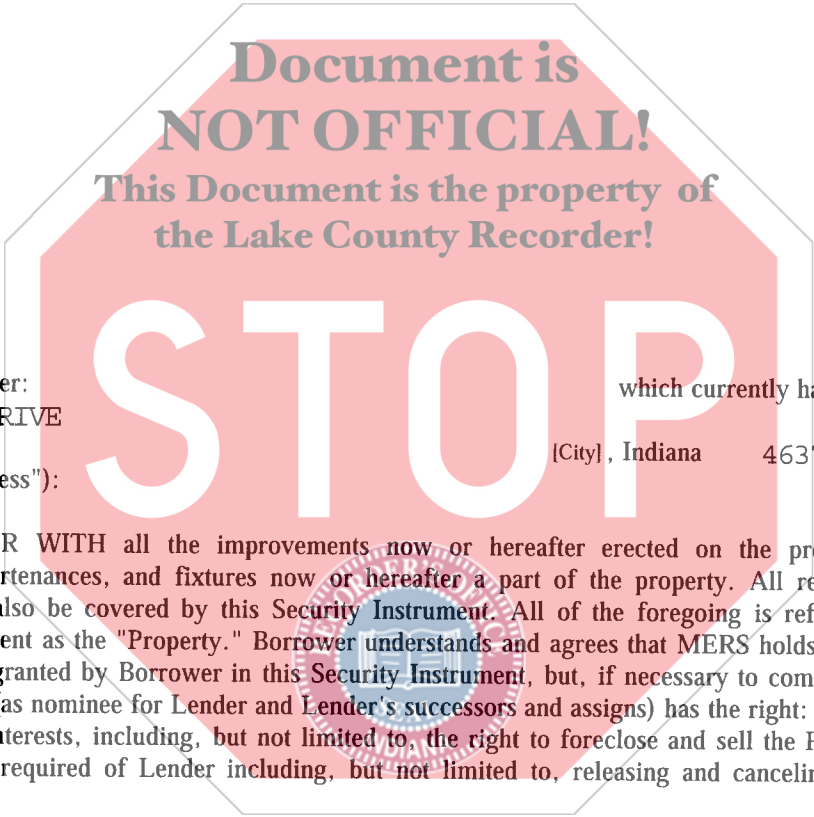 Document is
NOT OFFICIAL!
This Document is the property of
the Lake County Recorder!
STOP
er: which currently ha
RIVE
[City], Indiana 4637
ess"):
R WITH all the improvements now or hereafter erected on the pr
rtenances, and fixtures now or hereafter a part of the property. All re
lso be covered by this Security Instrument. All of the foregoing is ref
ent as the "Property." Borrower understands and agrees that MERS holds
granted by Borrower in this Security Instrument, but, if necessary to com
as nominee for Lender and Lender's successors and assigns) has the right:
nterests, including, but not limited to, the right to foreclose and sell the P
required of Lender including, but not limited to, releasing and cancelin
RECORDER OFFICE
INDIANA